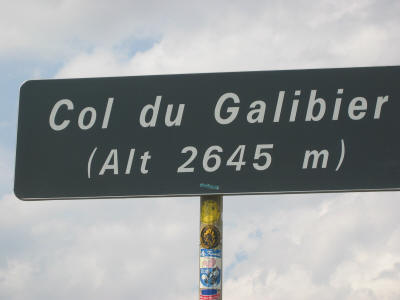 Col du Galibier
(Alt 2645 m)